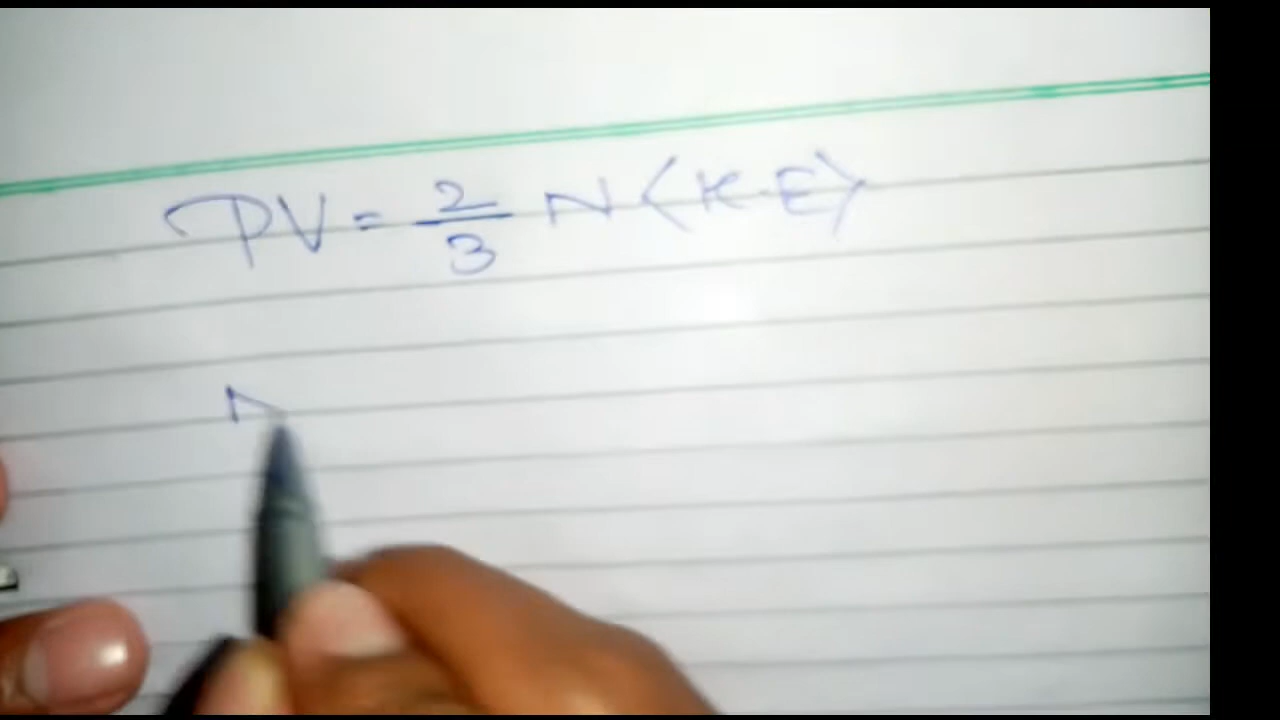 PV = 2/3 N ⟨K.E⟩
N